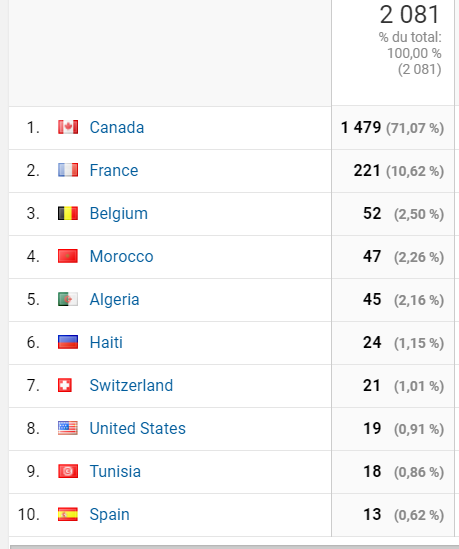 2 081
% du total:
100,00 %
(2 081)
1. Canada 1 479 (71,07 %)
2. France 221 (10,62 %)
3. Belgium 52 (2,50 %)
4. Morocco 47 (2,26 %)
5. Algeria 45 (2,16 %)
6. Haiti 24 (1,15 %)
7. Switzerland 21 (1,01 %)
8. United States 19 (0,91 %)
9. Tunisia 18 (0,86 %)
10. Spain 13 (0,62 %)